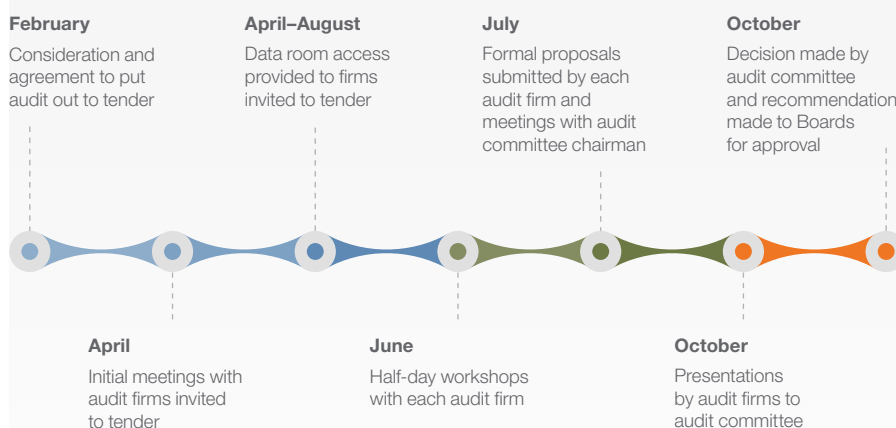 February
Consideration and
agreement to put
audit out to tender
April–August
Data room access
provided to firms
invited to tender
July
Formal proposals
submitted by each
audit firm and
meetings with audit
committee chairman
October
Decision made by
audit committee
and recommendation
made to Boards
for approval
April
Initial meetings with
audit firms invited
to tender
June
Half-day workshops
with each audit firm
October
Presentations
by audit firms to
audit committee